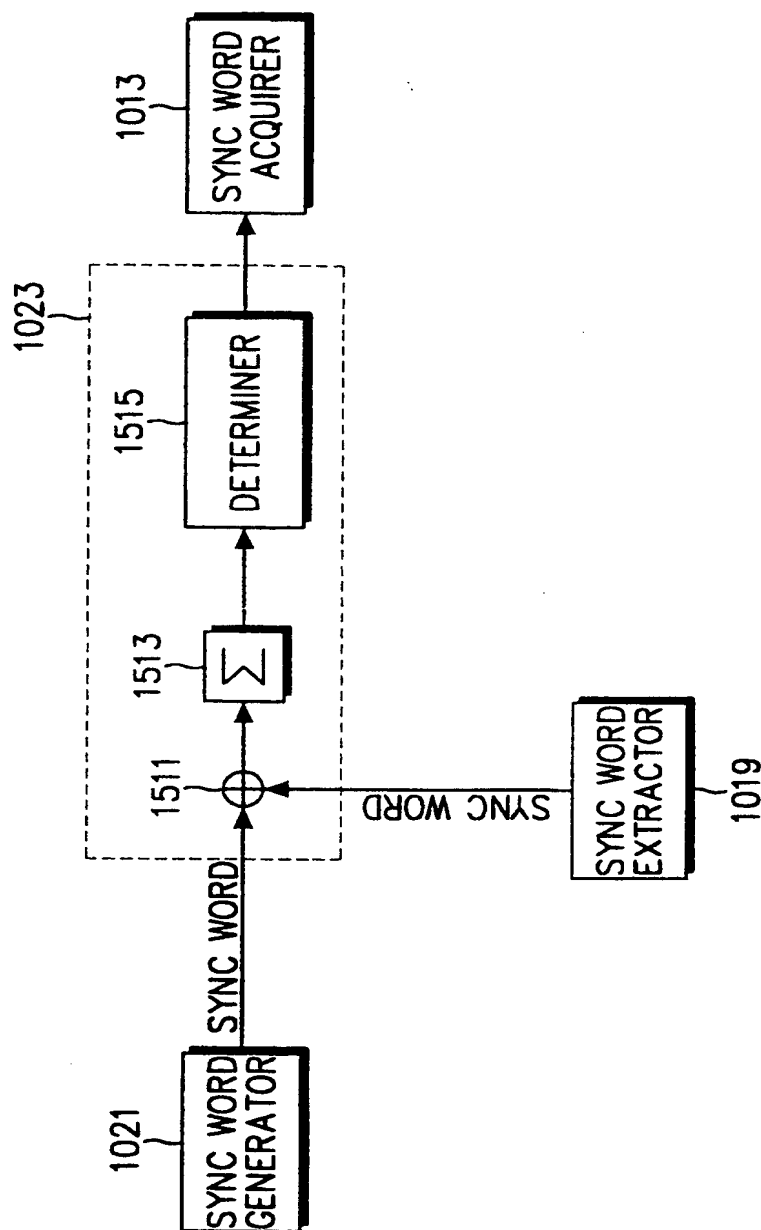 1023
1021
SYNC WORD
GENERATOR
SYNC WORD
1511
1513
Σ
1515
DETERMINER
1013
SYNC WORD
ACQUIRER
SYNC WORD
SYNC WORD
EXTRACTOR
1019